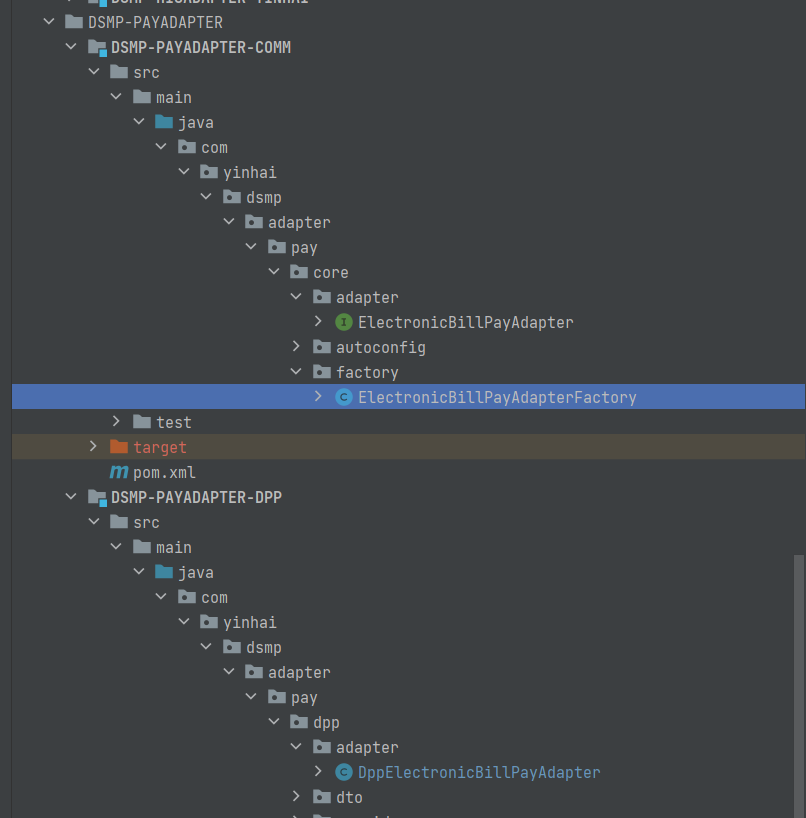 DSMP-PAYADAPTER
DSMP-PAYADAPTER-COMM
src
main
java
com
yinhai
dsmp
adapter
pay
core
adapter
I ElectronicBillPayAdapter
autoconfig
factory
C ElectronicBillPayAdapterFactory
test
target
m pom.xml
DSMP-PAYADAPTER-DPP
src
main
java
com
yinhai
dsmp
adapter
pay
dpp
adapter
C DppElectronicBillPayAdapter
dto